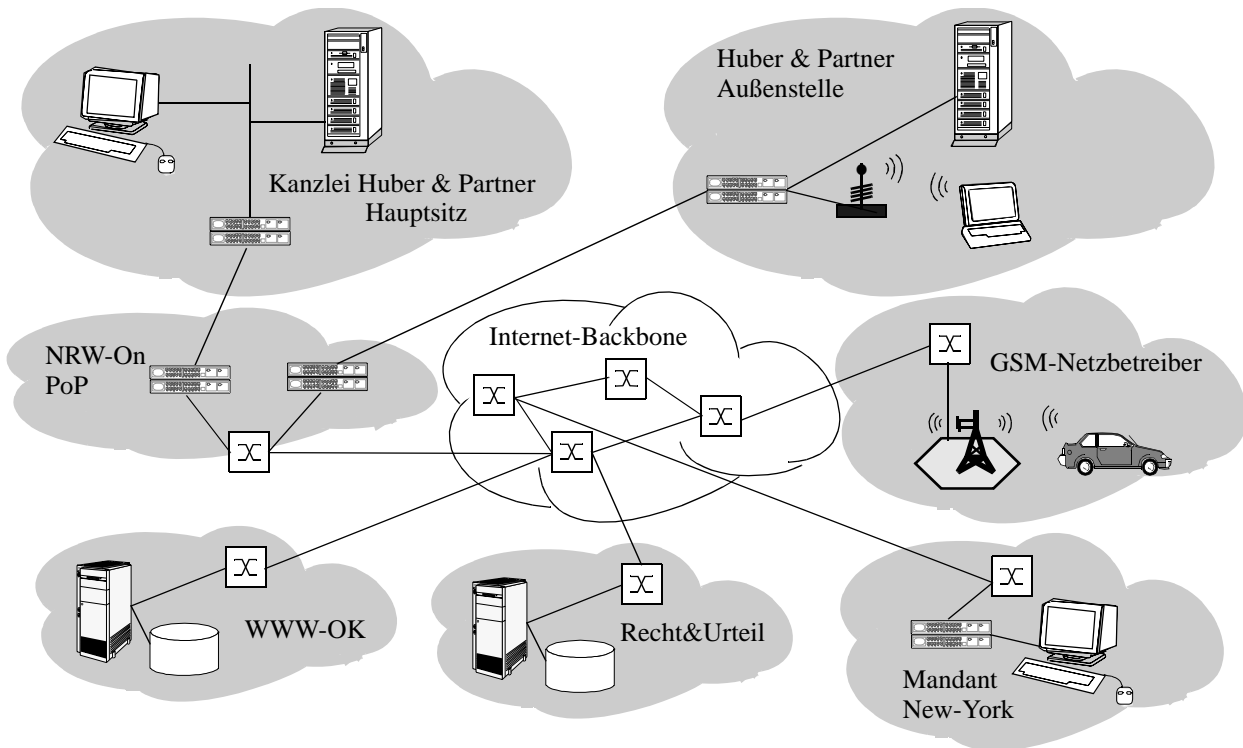 Huber & Partner
Außenstelle
Kanzlei Huber & Partner
Hauptsitz
Internet-Backbone
NRW-On
PoP
GSM-Netzbetreiber
WWW-OK
Recht&Urteil
Mandant
New-York